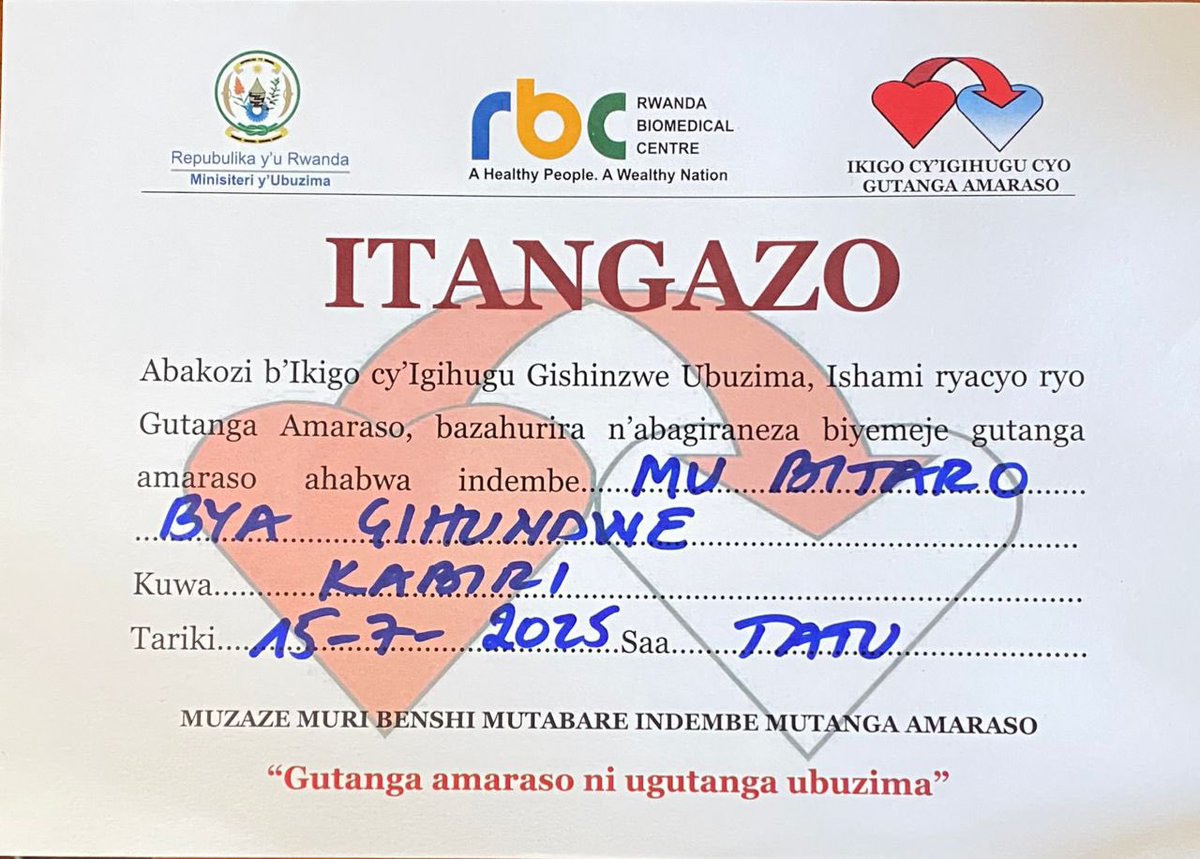 Repubulika y'u Rwanda
Minisiteri y'Ubuzima
rbc
RWANDA
BIOMEDICAL
CENTRE
A Healthy People. A Wealthy Nation
IKIGO CY'IGIHUGU CYO
GUTANGA AMARASO
ITANGAZO
Abakozi b'Ikigo cy'Igihugu Gishinzwe Ubuzima, Ishami ryacyo ryo
Gutanga Amaraso, bazahurira n'abagiraneza biyemeje gutanga
amaraso ahabwa indembe.....MU BITARO
BYA GIHUNDWE
Kuwa.....KABIRI
Tariki.....15-7-2025 Saa.....TATU
MUZAZE MURI BENSHI MUTABARE INDEMBE MUTANGA AMARASO
“Gutanga amaraso ni ugutanga ubuzima”